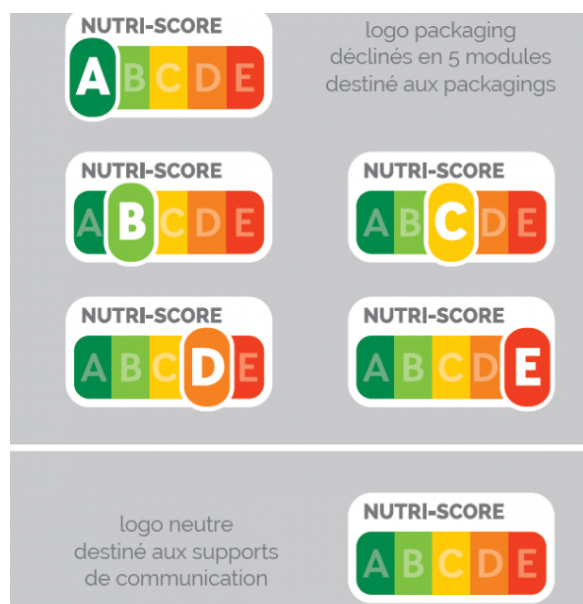 NUTRI-SCORE
A B C D E
logo packaging
déclinés en 5 modules
destiné aux packagings
NUTRI-SCORE
A B C D E
NUTRI-SCORE
A B C D E
NUTRI-SCORE
A B C D E
NUTRI-SCORE
A B C D E
logo neutre
destiné aux supports
de communication
NUTRI-SCORE
A B C D E